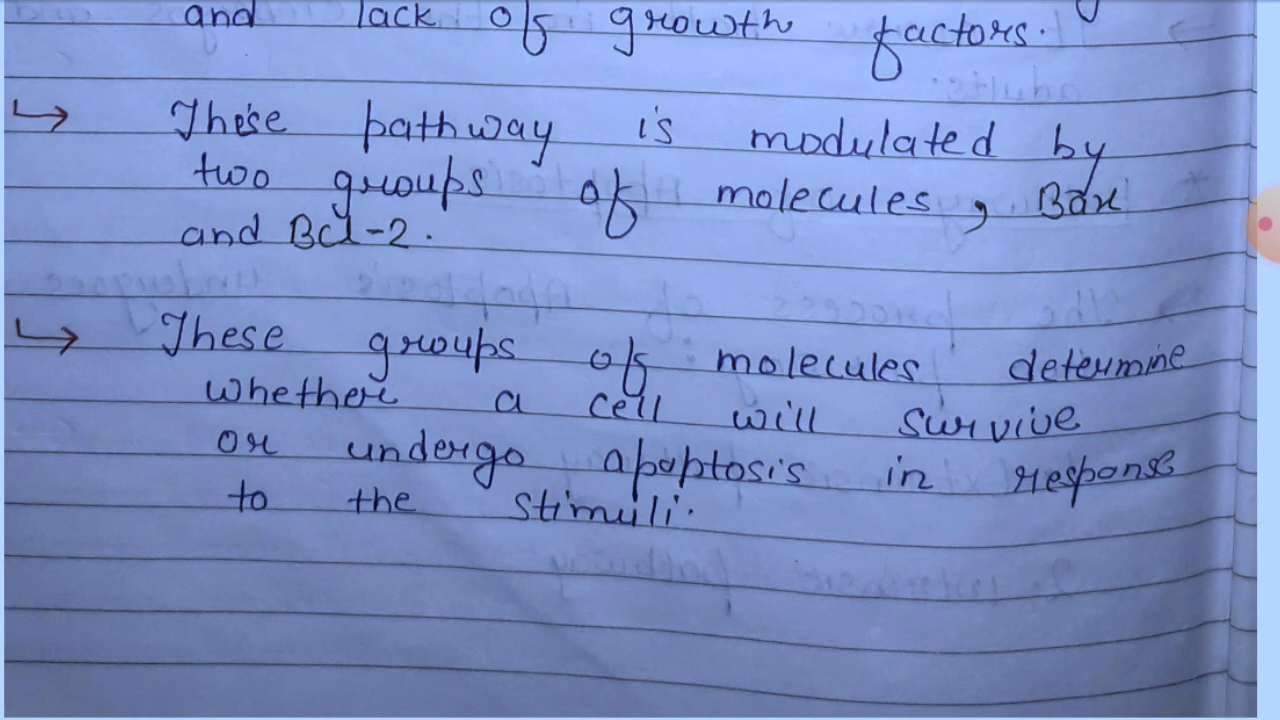 and lack of growth factors.
↳ These pathway is modulated by
two groups of molecules, Bax
and Bcl-2.
↳ These groups of molecules determine
whether a cell will survive
or undergo apoptosis in response
to the stimuli.